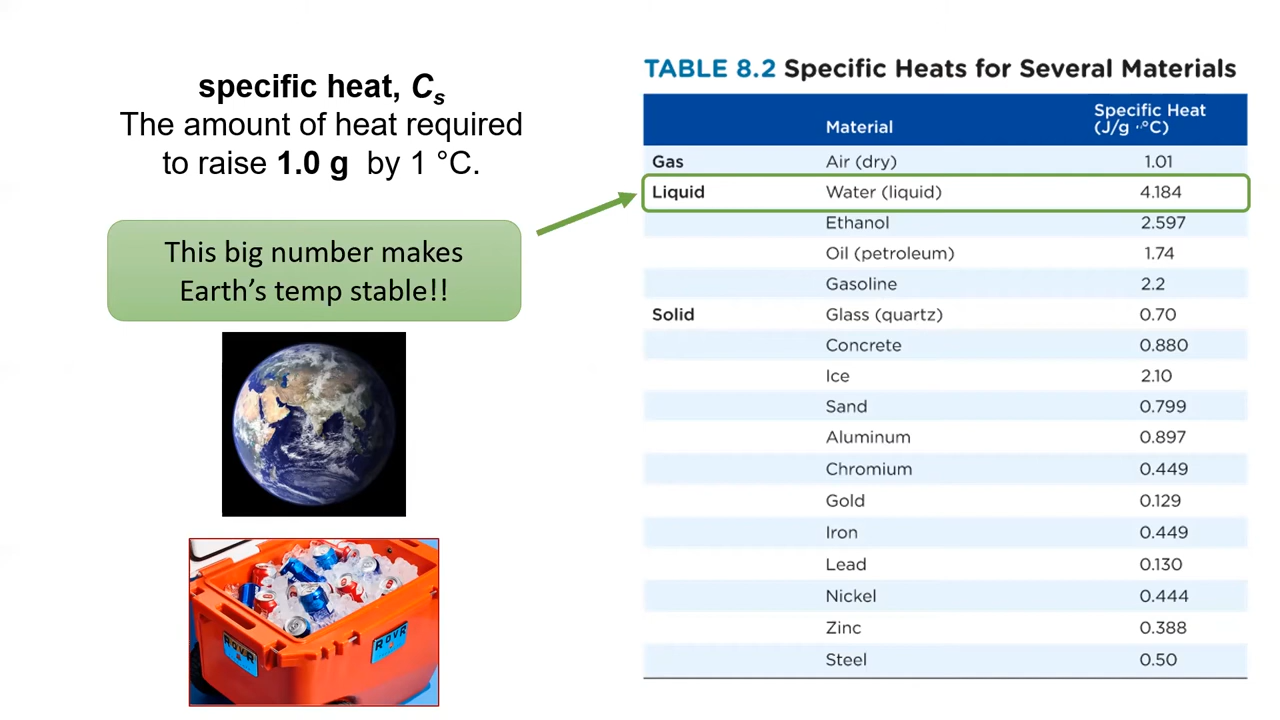 specific heat, Cs
The amount of heat required
to raise 1.0 g by 1 °C.
This big number makes
Earth's temp stable!!
ROVR
ROVR
TABLE 8.2 Specific Heats for Several Materials
Material Specific Heat (J/g · °C)
Gas Air (dry) 1.01
Liquid Water (liquid) 4.184
Ethanol 2.597
Oil (petroleum) 1.74
Gasoline 2.2
Solid Glass (quartz) 0.70
Concrete 0.880
Ice 2.10
Sand 0.799
Aluminum 0.897
Chromium 0.449
Gold 0.129
Iron 0.449
Lead 0.130
Nickel 0.444
Zinc 0.388
Steel 0.50